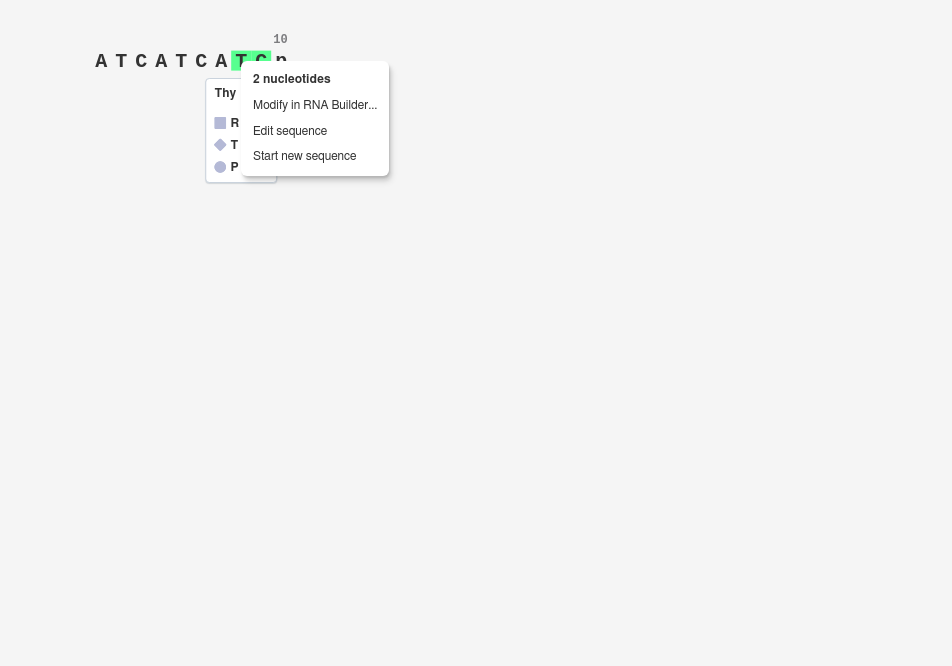 10
A T C A T C A T C p
2 nucleotides
Thy
Modify in RNA Builder...
R
Edit sequence
T
Start new sequence
P